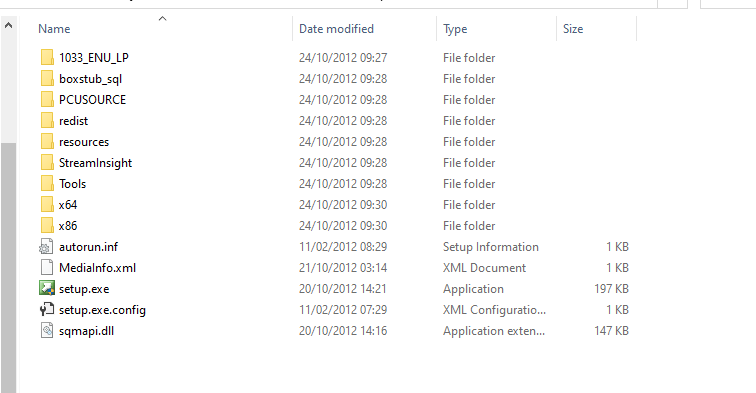 Name Date modified Type Size
1033_ENU_LP 24/10/2012 09:27 File folder
boxstub_sql 24/10/2012 09:28 File folder
PCUSOURCE 24/10/2012 09:28 File folder
redist 24/10/2012 09:28 File folder
resources 24/10/2012 09:28 File folder
StreamInsight 24/10/2012 09:28 File folder
Tools 24/10/2012 09:28 File folder
x64 24/10/2012 09:30 File folder
x86 24/10/2012 09:30 File folder
autorun.inf 11/02/2012 08:29 Setup Information 1 KB
MediaInfo.xml 21/10/2012 03:14 XML Document 1 KB
setup.exe 20/10/2012 14:21 Application 197 KB
setup.exe.config 11/02/2012 07:29 XML Configuratio... 1 KB
sqmapi.dll 20/10/2012 14:16 Application exten... 147 KB